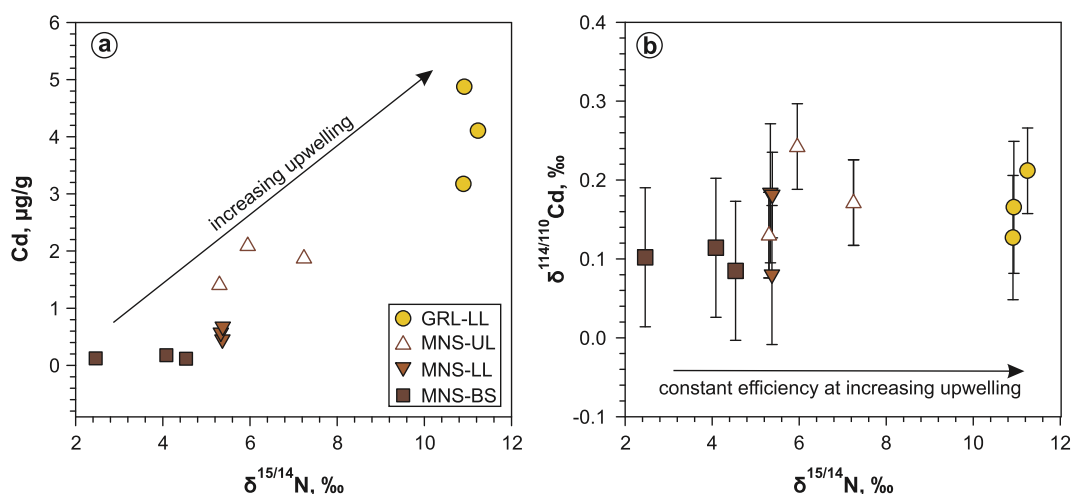 a
Cd, µg/g
6
5
4
3
2
1
0
increasing upwelling
GRL-LL
MNS-UL
MNS-LL
MNS-BS
2 4 6 8 10 12
δ15/14N, ‰
b
δ114/110Cd, ‰
0.4
0.3
0.2
0.1
0.0
-0.1
constant efficiency at increasing upwelling
2 4 6 8 10 12
δ15/14N, ‰